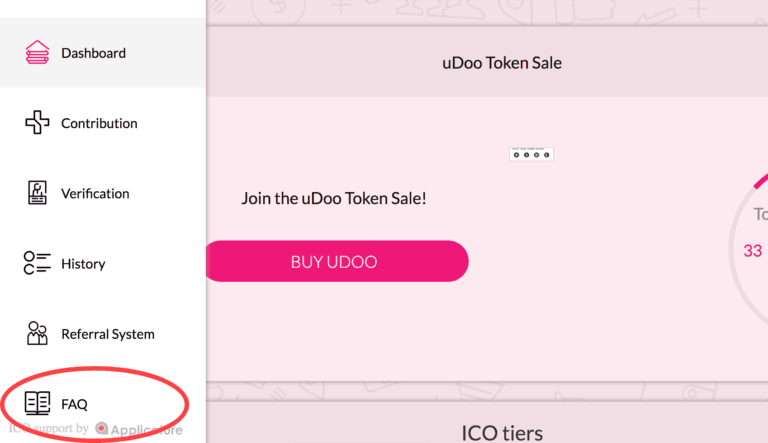 Dashboard
Contribution
Verification
History
Referral System
FAQ
ICO support by Applicature
uDoo Token Sale
Join the uDoo Token Sale!
BUY UDOO
To
33
ICO tiers